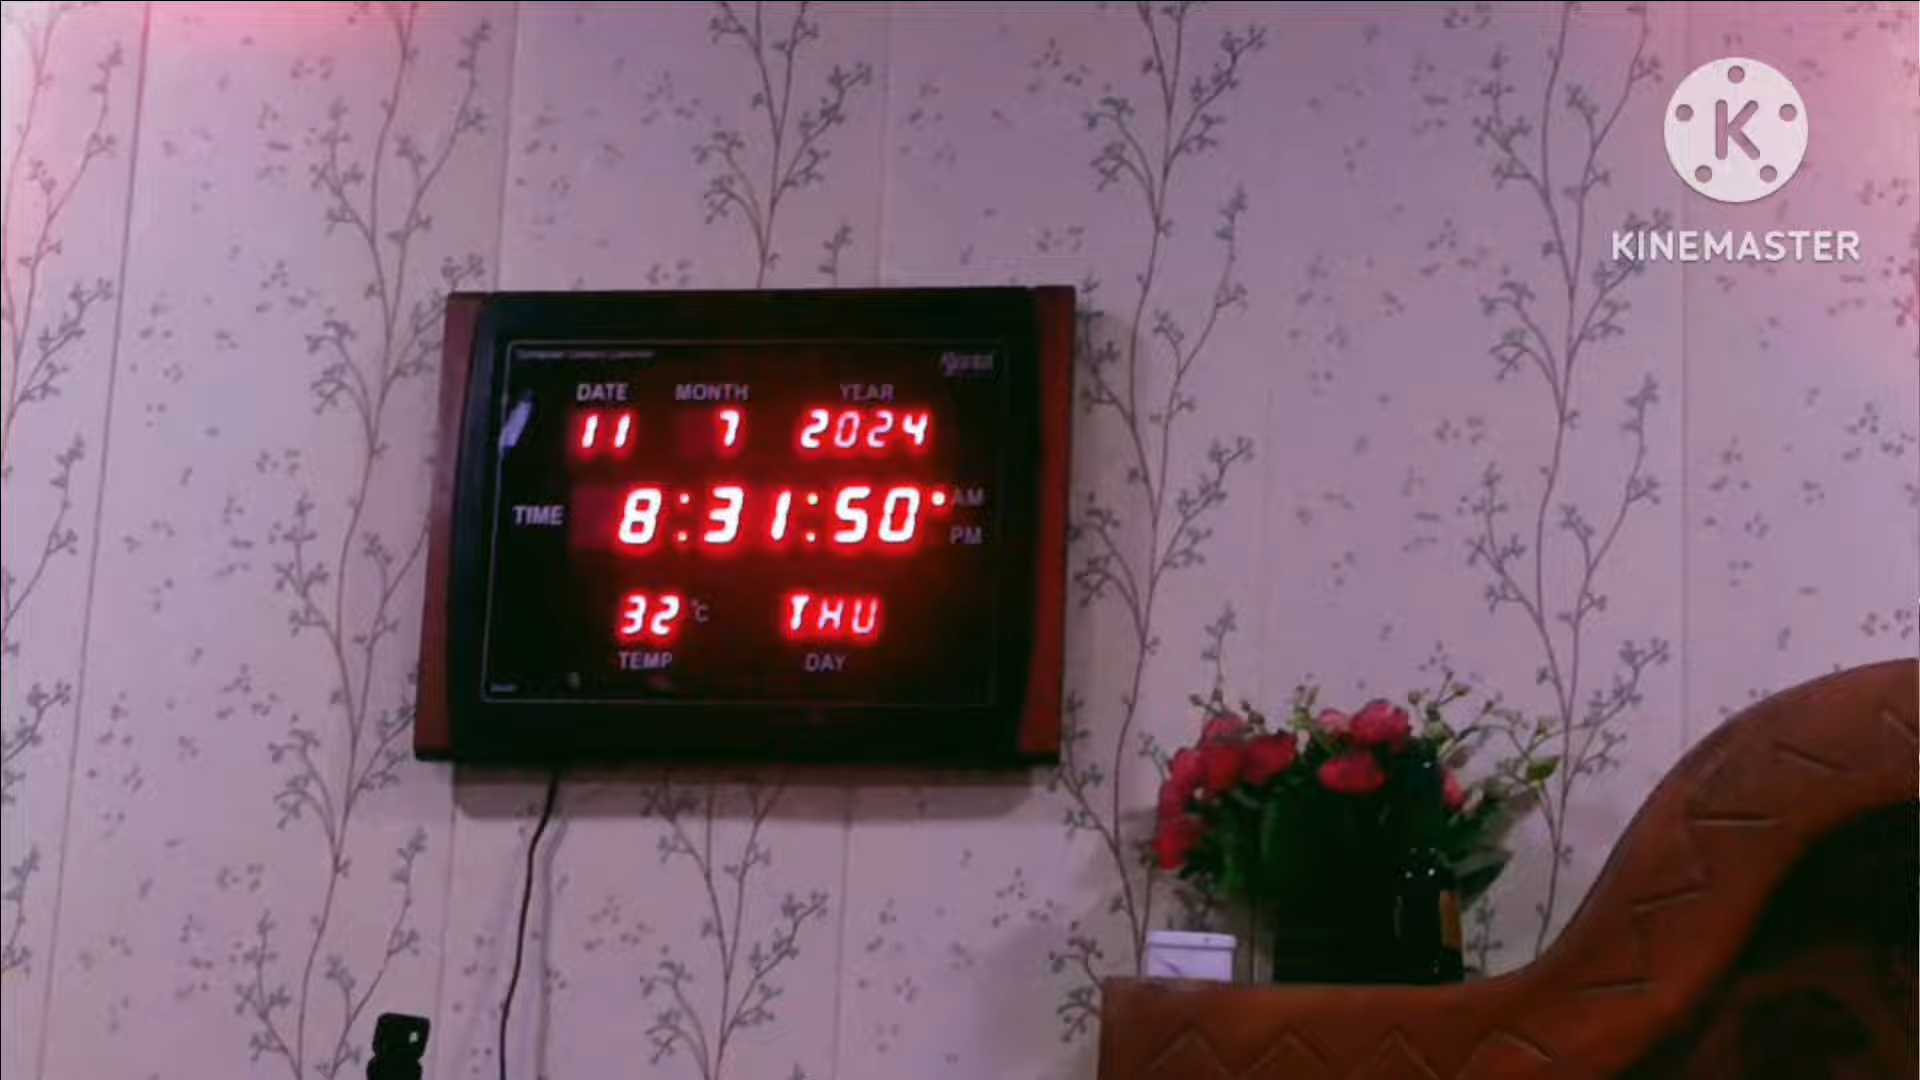 KINEMASTER
DATE MONTH YEAR
11 7 2024
TIME 8:31:50 AM
PM
32 °C THU
TEMP DAY